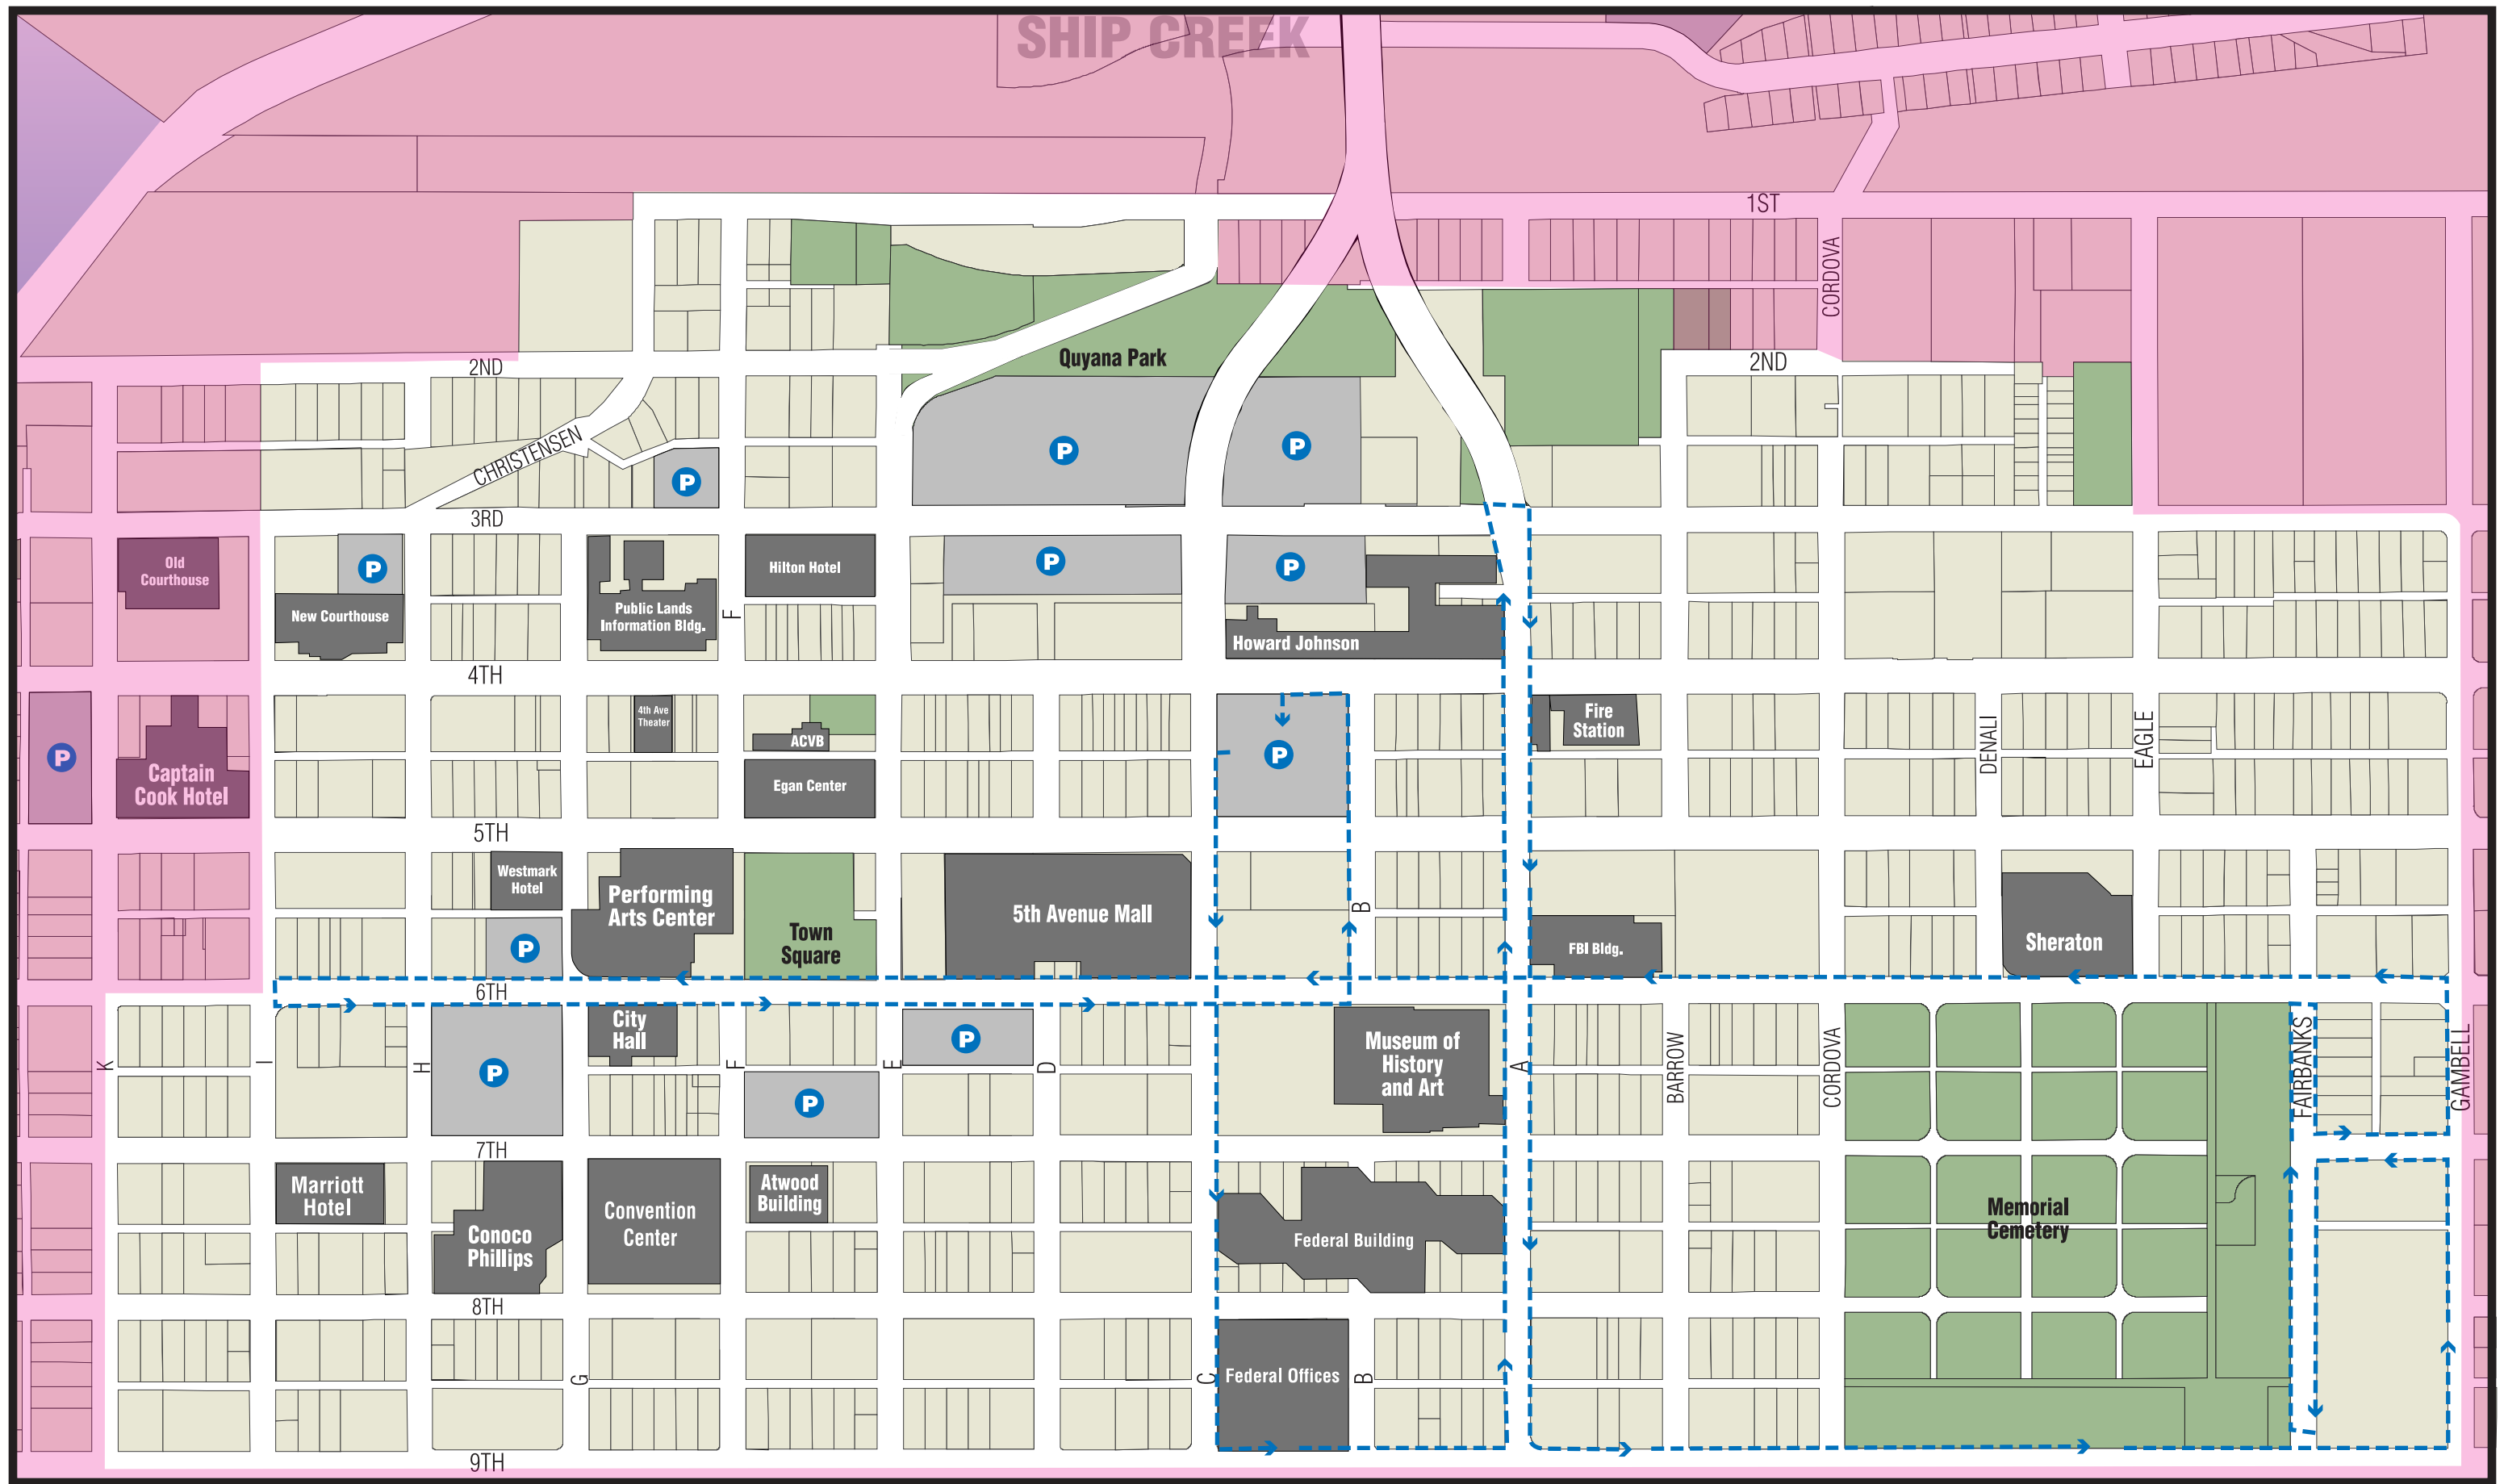 SHIP CREEK
1ST
CORDOVA
Quyana Park
2ND
2ND
P
P
CHRISTENSEN
P
3RD
Old
Courthouse
P
New Courthouse
Public Lands
Information Bldg.
F
Hilton Hotel
P
P
Howard Johnson
4TH
P
Captain
Cook Hotel
4th Ave
Theater
ACVB
Egan Center
P
Fire
Station
DENALI
EAGLE
5TH
Westmark
Hotel
P
Performing
Arts Center
Town
Square
5th Avenue Mall
B
FBI Bldg.
Sheraton
6TH
K
I
H
P
City
Hall
F
E
P
P
D
Museum of
History
and Art
A
BARROW
CORDOVA
FAIRBANKS
GAMBELL
7TH
Marriott
Hotel
Conoco
Phillips
Convention
Center
Atwood
Building
Federal Building
Memorial
Cemetery
8TH
G
C
Federal Offices
B
9TH